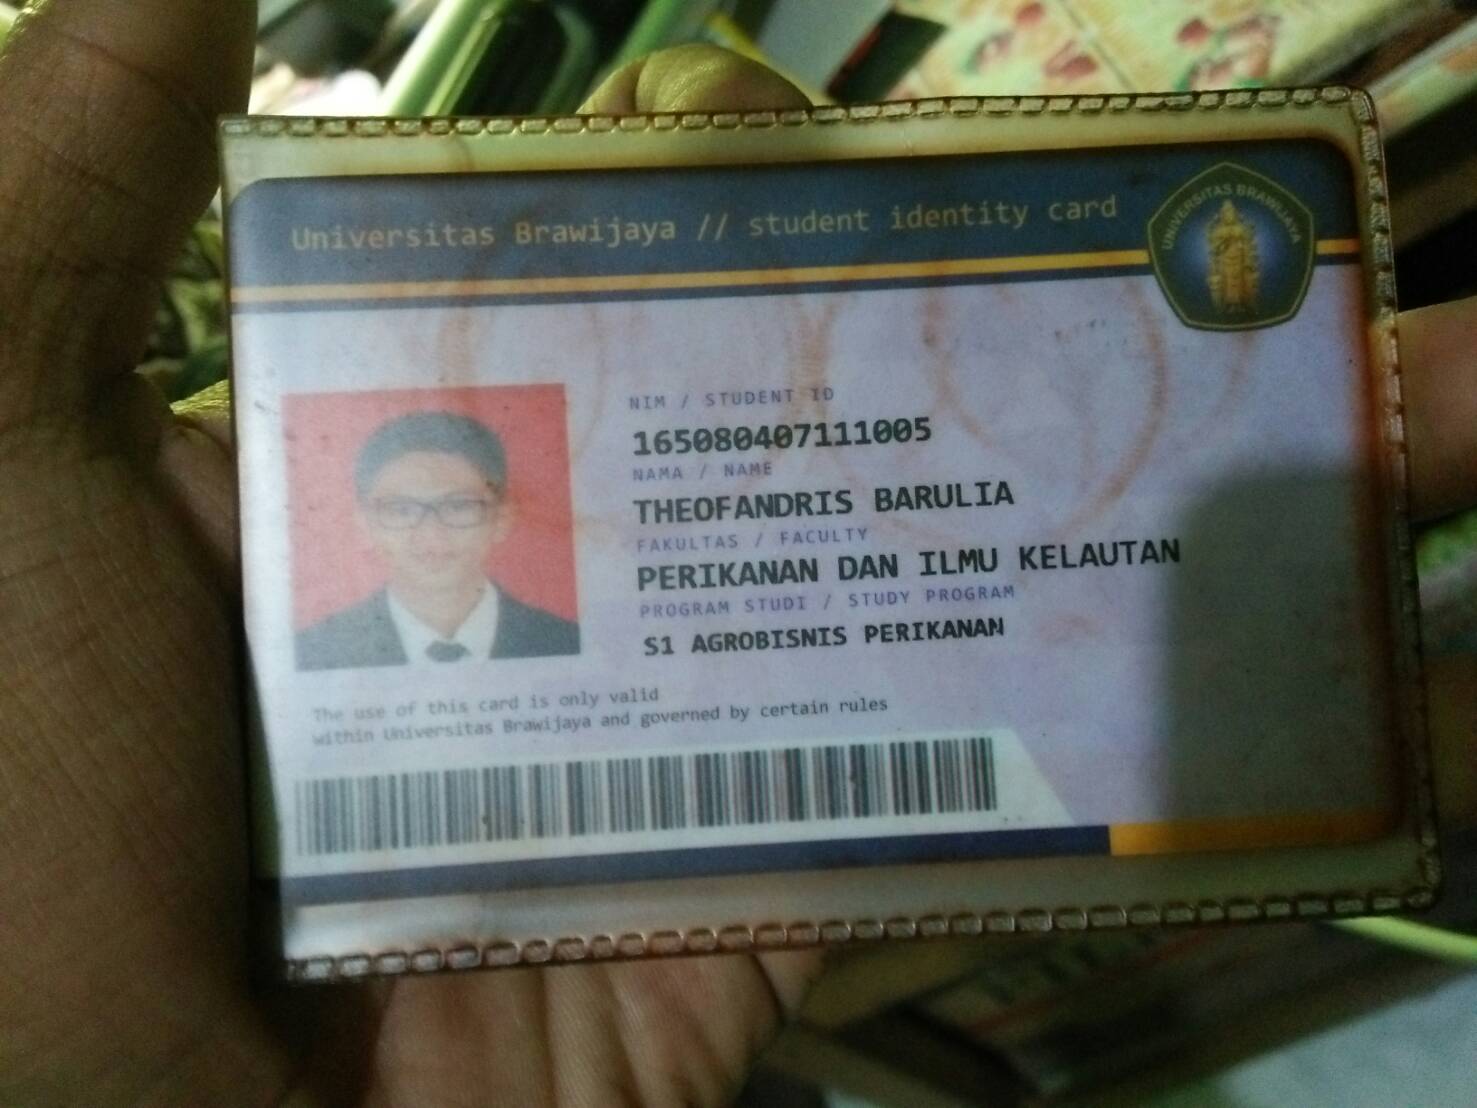 Universitas Brawijaya // student identity card
UNIVERSITAS BRAWIJAYA
NIM / STUDENT ID
165080407111005
NAMA / NAME
THEOFANDRIS BARULIA
FAKULTAS / FACULTY
PERIKANAN DAN ILMU KELAUTAN
PROGRAM STUDI / STUDY PROGRAM
S1 AGROBISNIS PERIKANAN
The use of this card is only valid
within Universitas Brawijaya and governed by certain rules